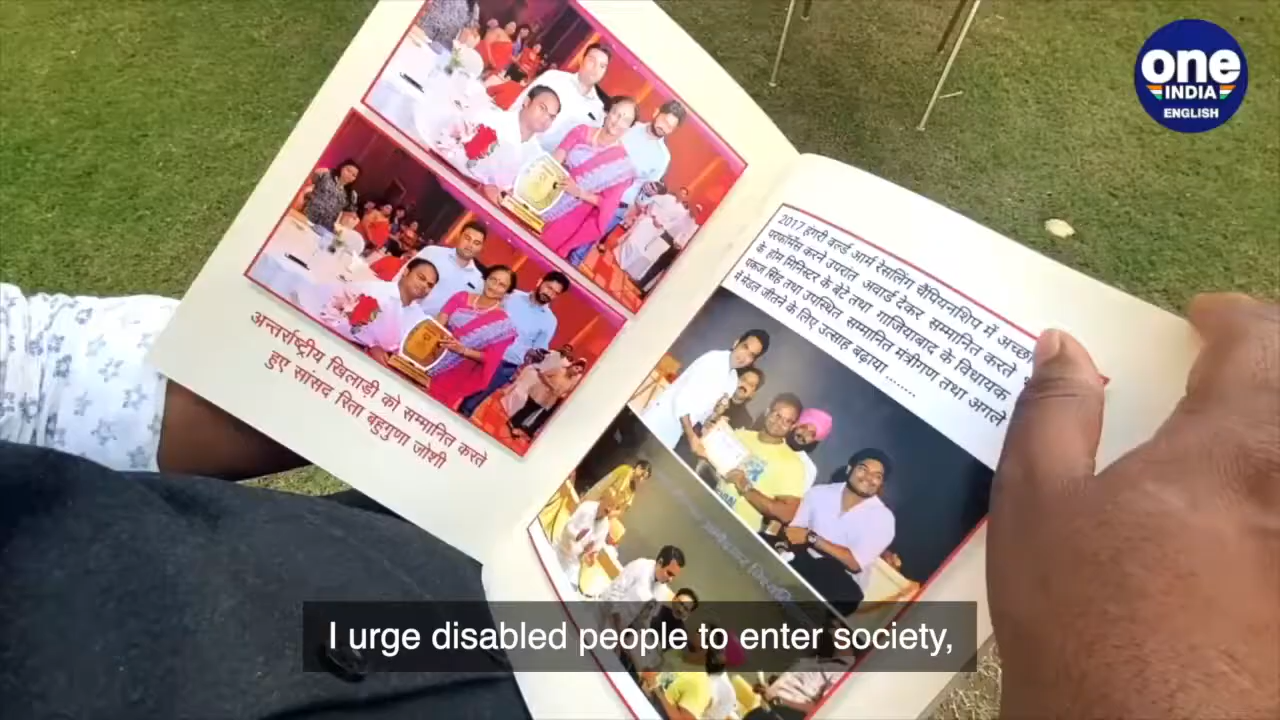 one
INDIA
ENGLISH
अन्तर्राष्ट्रीय खिलाड़ी को सम्मानित करते
हुए सांसद रिता बहुगुणा जोशी
2017 हंगरी वर्ल्ड आर्म रेसलिंग चैंपियनशिप में अच्छा
परफॉर्मेंस करने उपरांत अवार्ड देकर सम्मानित करते
के होम मिनिस्टर के बेटे तथा गाजियाबाद के विधायक
पंकज सिंह तथा उपस्थित सम्मानित मंत्रीगण तथा अगले
में मेडल जीतने के लिए उत्साह बढ़ाया .......
I urge disabled people to enter society,